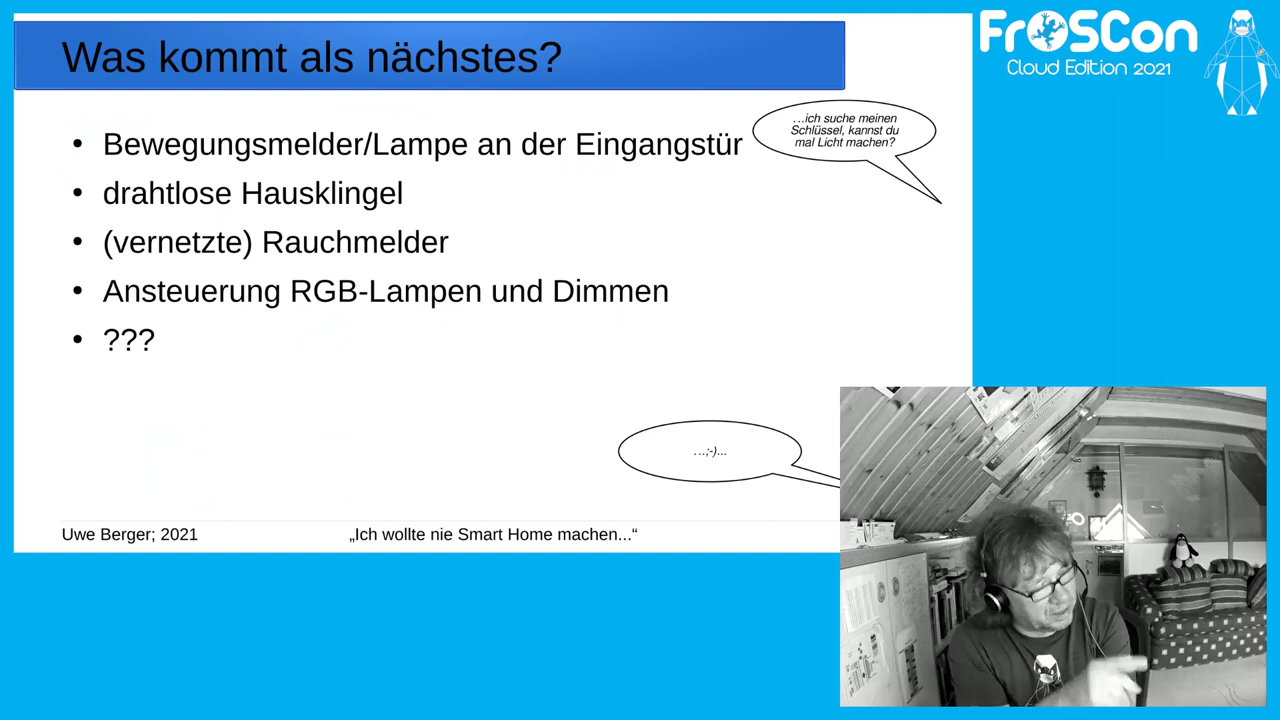 Was kommt als nächstes?
FrOSCon
Cloud Edition 2021
...ich suche meinen
Schlüssel, kannst du
mal Licht machen?
• Bewegungsmelder/Lampe an der Eingangstür
• drahtlose Hausklingel
• (vernetzte) Rauchmelder
• Ansteuerung RGB-Lampen und Dimmen
• ???
...;-)...
Uwe Berger; 2021
„Ich wollte nie Smart Home machen...“